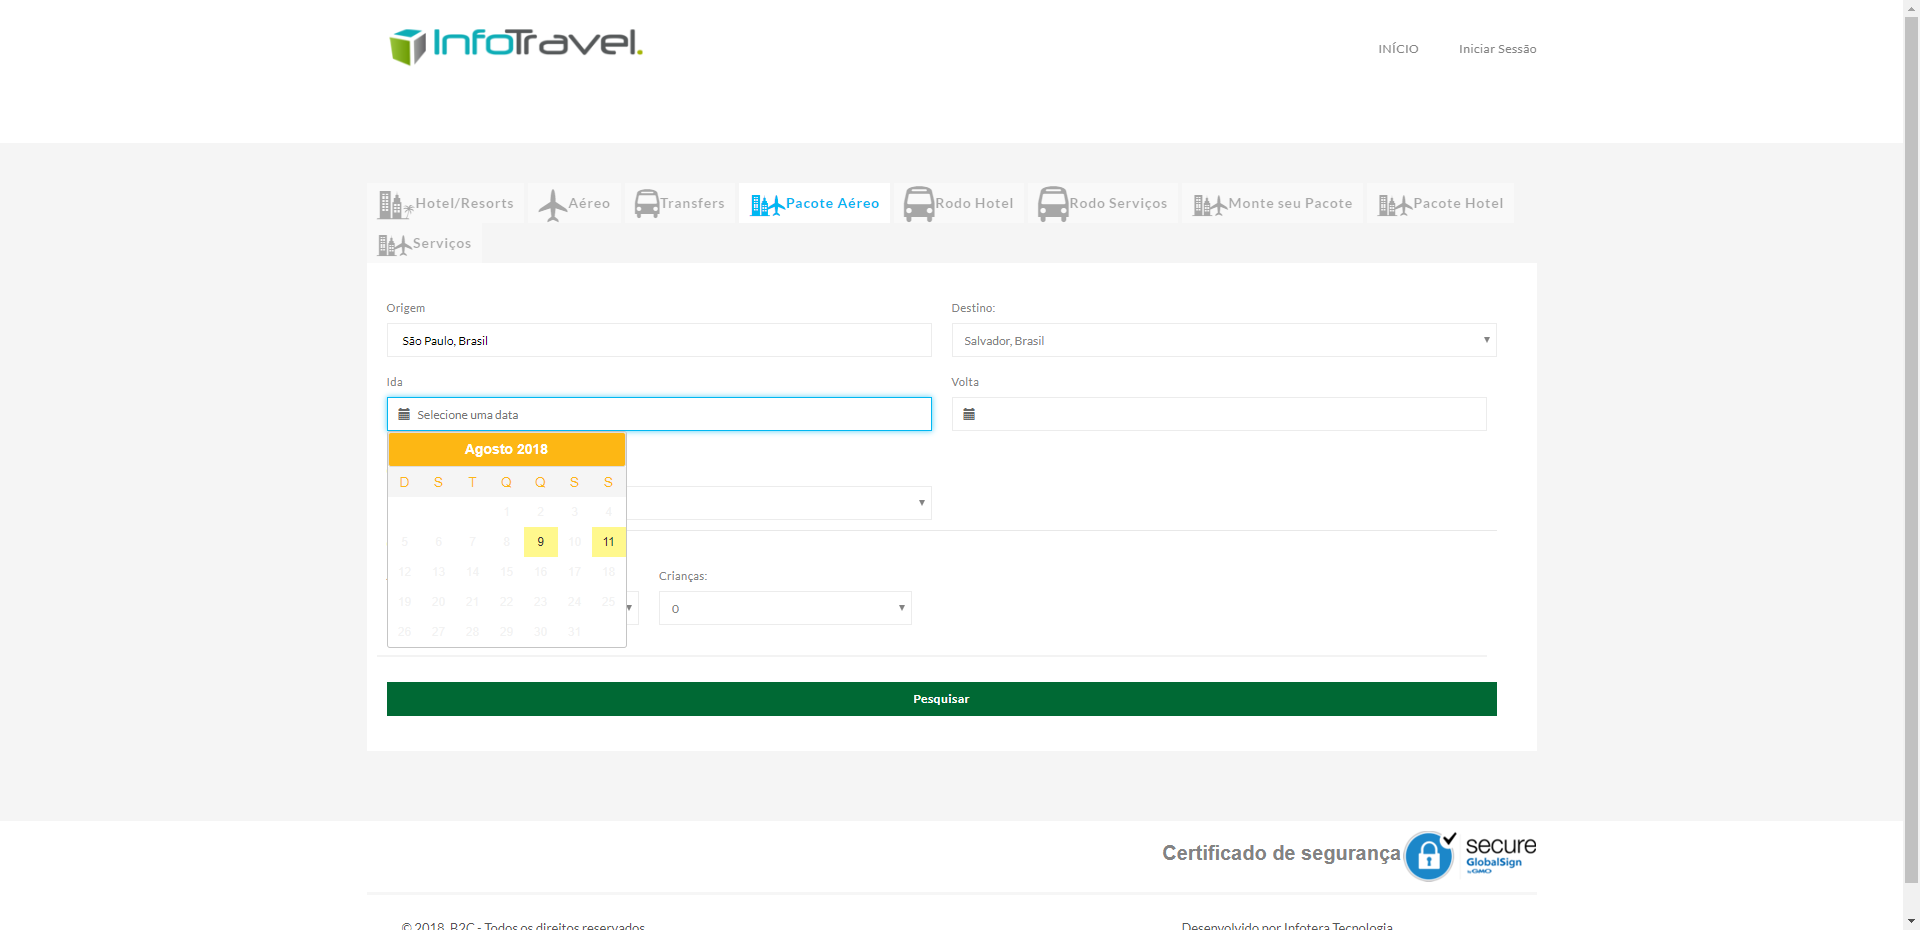 InfoTravel.
INÍCIO
Iniciar Sessão
Hotel/Resorts
Aéreo
Transfers
Pacote Aéreo
Rodo Hotel
Rodo Serviços
Monte seu Pacote
Pacote Hotel
Serviços
Origem
Destino:
São Paulo, Brasil
Salvador, Brasil
Ida
Volta
Selecione uma data
Agosto 2018
D S T Q Q S S
1 2 3 4
5 6 7 8 9 10 11
12 13 14 15 16 17 18
19 20 21 22 23 24 25
26 27 28 29 30 31
Crianças:
0
Pesquisar
Certificado de segurança
secure
GlobalSign
by GMO
© 2018 B2C - Todos os direitos reservados
Desenvolvido por Infotera Tecnologia